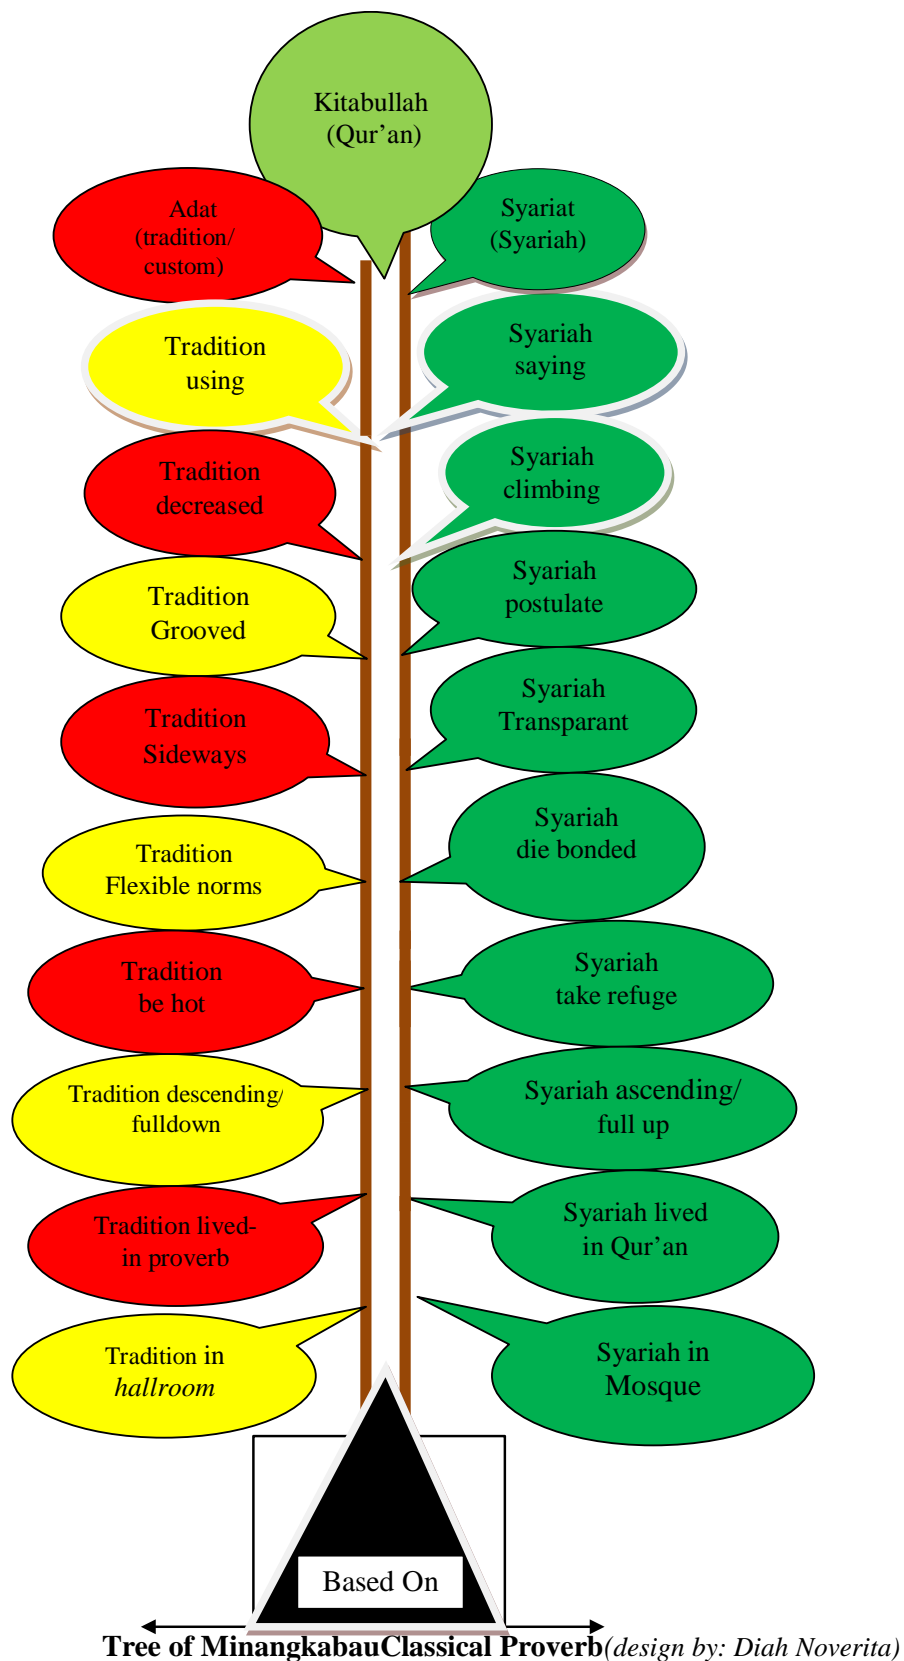 Kitabullah
(Qur'an)
Adat
(tradition/
custom)
Syariat
(Syariah)
Tradition
using
Syariah
saying
Tradition
decreased
Syariah
climbing
Tradition
Grooved
Syariah
postulate
Tradition
Sideways
Syariah
Transparant
Tradition
Flexible norms
Syariah
die bonded
Tradition
be hot
Syariah
take refuge
Tradition descending/
fulldown
Syariah ascending/
full up
Tradition lived-
in proverb
Syariah lived
in Qur'an
Tradition in
hallroom
Syariah in
Mosque
Based On
Tree of MinangkabauClassical Proverb(design by: Diah Noverita)